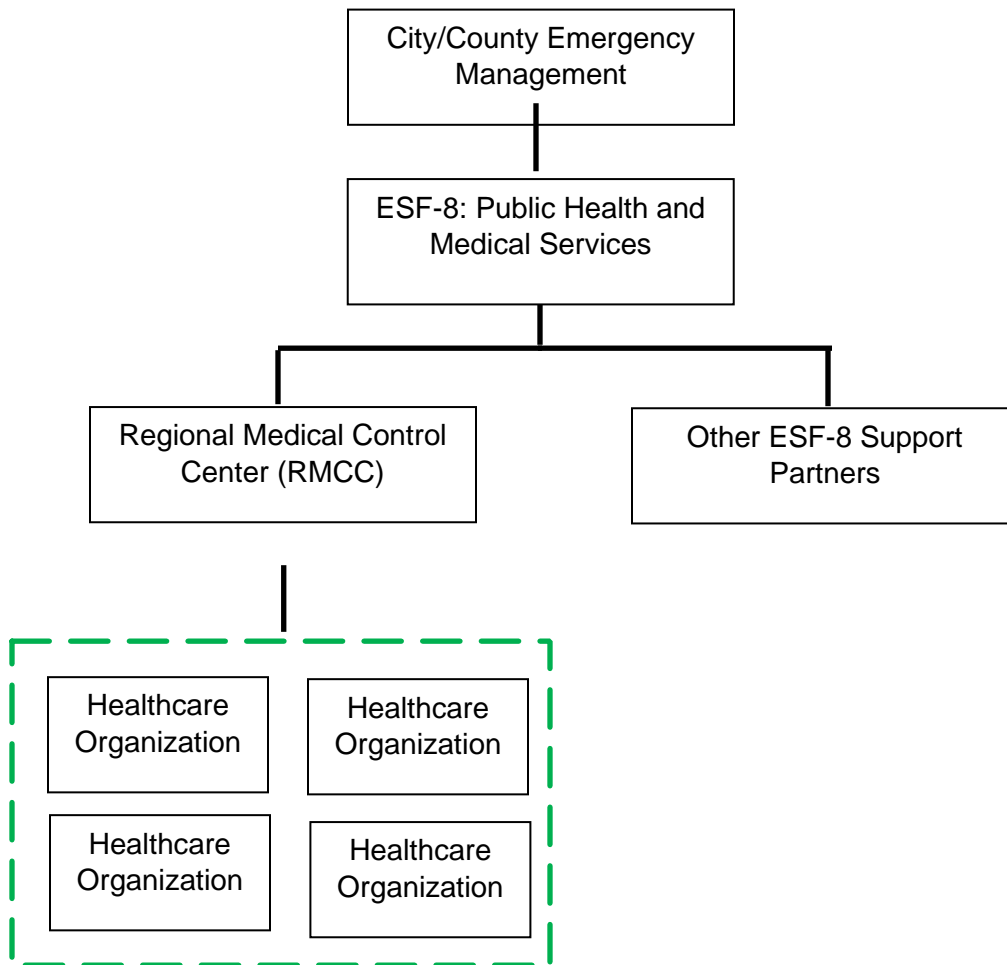 City/County Emergency
Management
ESF-8: Public Health and
Medical Services
Regional Medical Control
Center (RMCC)
Other ESF-8 Support
Partners
Healthcare
Organization
Healthcare
Organization
Healthcare
Organization
Healthcare
Organization